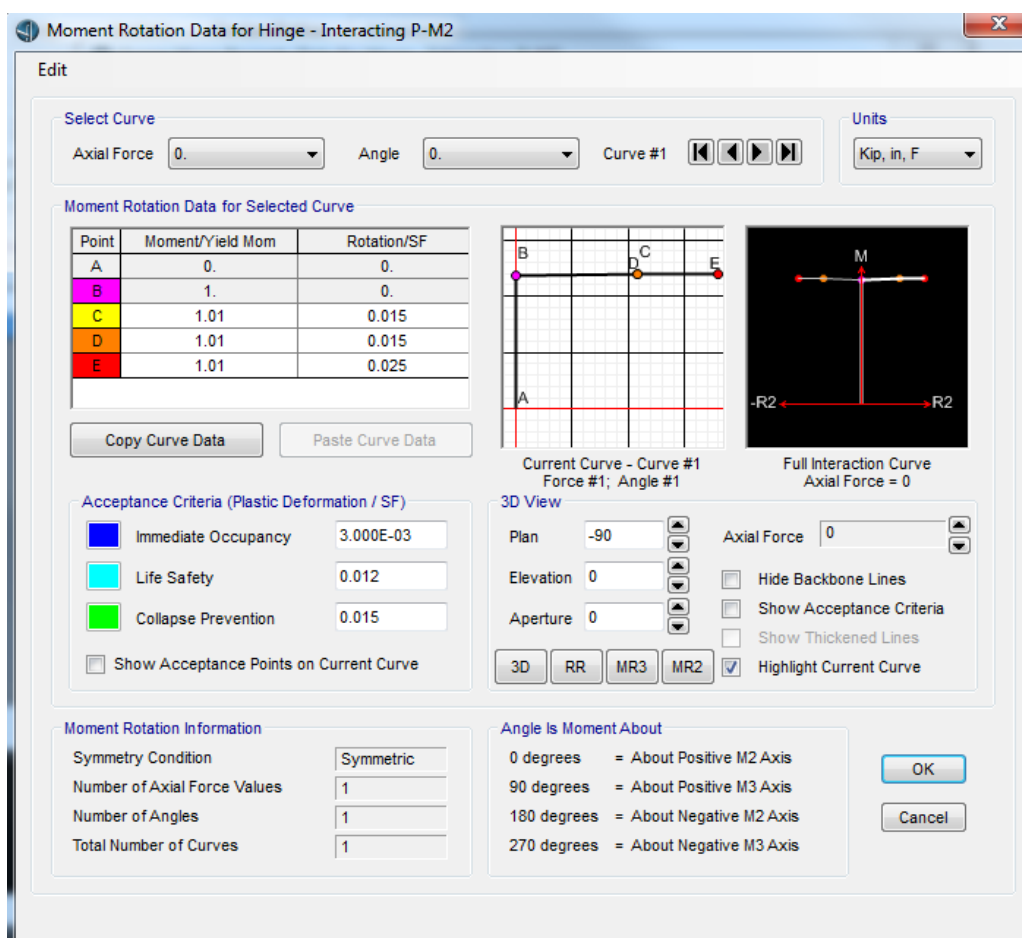 Moment Rotation Data for Hinge - Interacting P-M2
x
Edit
Select Curve
Axial Force 0. Angle 0. Curve #1
Units
Kip, in, F
Moment Rotation Data for Selected Curve
Point Moment/Yield Mom Rotation/SF
A 0. 0.
B 1. 0.
C 1.01 0.015
D 1.01 0.015
E 1.01 0.025
B D C E
A
M
-R2 R2
Copy Curve Data Paste Curve Data
Current Curve - Curve #1
Force #1; Angle #1
Full Interaction Curve
Axial Force = 0
Acceptance Criteria (Plastic Deformation / SF)
Immediate Occupancy 3.000E-03
Life Safety 0.012
Collapse Prevention 0.015
Show Acceptance Points on Current Curve
3D View
Plan -90 Axial Force 0
Elevation 0 Hide Backbone Lines
Aperture 0 Show Acceptance Criteria
Show Thickened Lines
3D RR MR3 MR2 Highlight Current Curve
Moment Rotation Information
Symmetry Condition Symmetric
Number of Axial Force Values 1
Number of Angles 1
Total Number of Curves 1
Angle Is Moment About
0 degrees = About Positive M2 Axis
90 degrees = About Positive M3 Axis
180 degrees = About Negative M2 Axis
270 degrees = About Negative M3 Axis
OK
Cancel